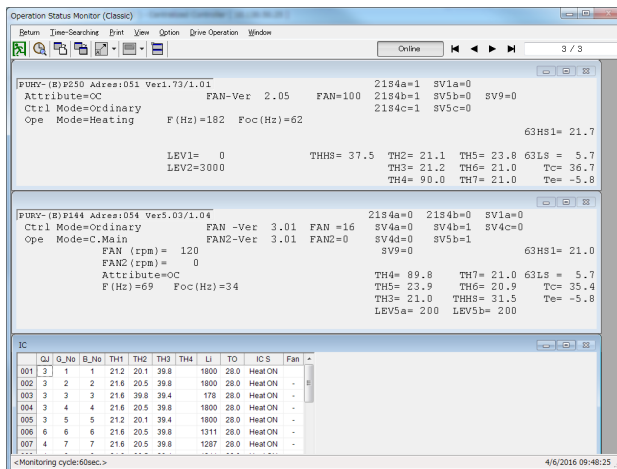 Operation Status Monitor (Classic)
Return Time-Searching Print View Option Drive Operation Window
Online 3 / 3
PUHY-(E)P250 Adres:051 Ver1.73/1.01 21S4a=1 SV1a=0
Attribute=OC FAN-Ver 2.05 FAN=100 21S4b=1 SV5b=0 SV9=0
Ctrl Mode=Ordinary 21S4c=1 SV5c=0
Ope Mode=Heating F(Hz)=182 Foc(Hz)=62
63HS1= 21.7
LEV1= 0 THHS= 37.5 TH2= 21.1 TH5= 23.8 63LS = 5.7
LEV2=3000 TH3= 21.2 TH6= 21.0 Tc= 36.7
TH4= 90.0 TH7= 21.0 Te= -5.8
PURY-(E)P144 Adres:054 Ver5.03/1.04 21S4a=0 21S4b=0 SV1a=0
Ctrl Mode=Ordinary FAN -Ver 3.01 FAN =16 SV4a=0 SV4b=1 SV4c=0
Ope Mode=C.Main FAN2-Ver 3.01 FAN2=0 SV4d=0 SV5b=1
FAN (rpm)= 120 SV9=0 63HS1= 21.0
FAN2(rpm)= 0
Attribute=OC TH4= 89.8 TH7= 21.0 63LS = 5.7
F(Hz)=69 Foc(Hz)=34 TH5= 23.9 TH6= 20.9 Tc= 35.4
TH3= 21.0 THHS= 31.5 Te= -5.8
LEV5a= 200 LEV5b= 200
IC
QJ G_No B_No TH1 TH2 TH3 TH4 Li TO IC S Fan
001 3 1 1 21.2 20.1 39.8 1800 28.0 Heat ON
002 3 2 2 21.6 20.5 39.8 1800 28.0 Heat ON -
003 3 3 3 21.6 39.8 39.4 178 28.0 Heat ON -
004 3 4 4 21.6 20.5 39.8 1800 28.0 Heat ON -
005 3 5 5 21.2 20.1 39.4 1800 28.0 Heat ON -
006 6 6 6 21.6 20.5 39.8 1311 28.0 Heat ON -
007 4 7 7 21.6 20.5 39.8 1287 28.0 Heat ON -
<Monitoring cycle:60sec.> 4/6/2016 09:48:25